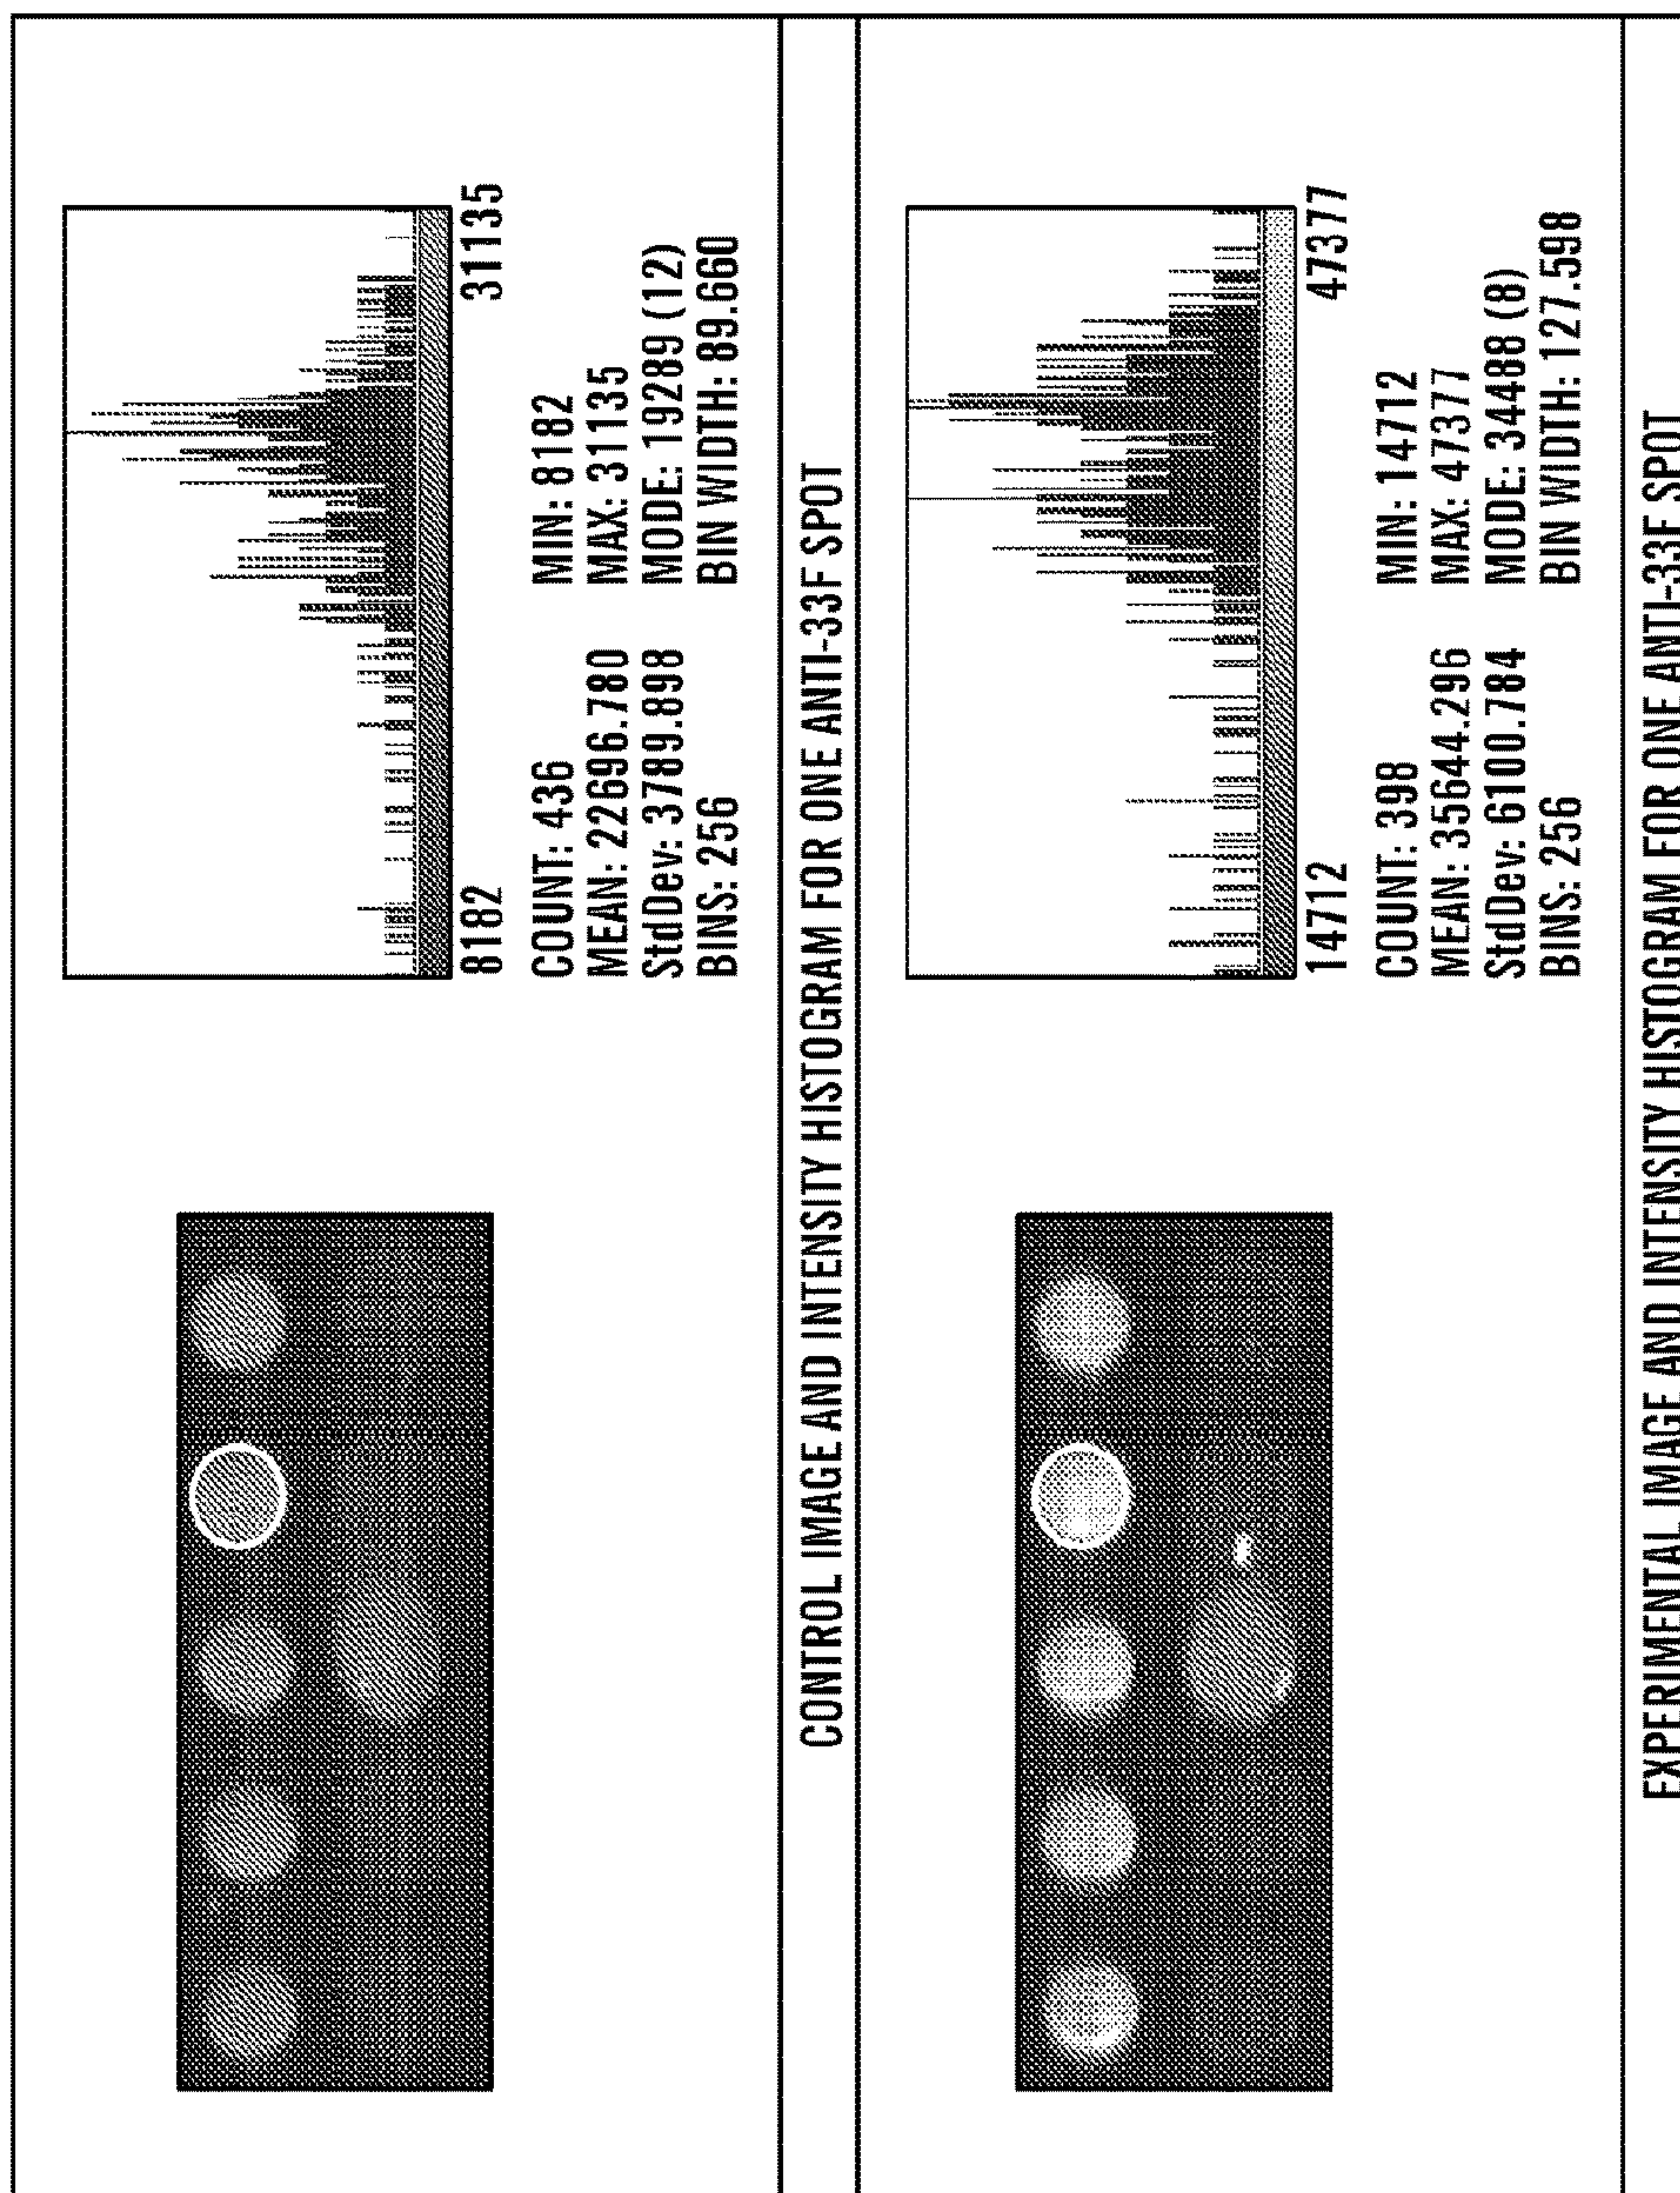 8182 31135
COUNT: 436 MIN: 8182
MEAN: 22696.780 MAX: 31135
StdDev: 3789.898 MODE: 19289 (12)
BINS: 256 BIN WIDTH: 89.660
CONTROL IMAGE AND INTENSITY HISTOGRAM FOR ONE ANTI-33F SPOT
14712 47377
COUNT: 398 MIN: 14712
MEAN: 35644.296 MAX: 47377
StdDev: 6100.784 MODE: 34488 (8)
BINS: 256 BIN WIDTH: 127.598
EXPERIMENTAL IMAGE AND INTENSITY HISTOGRAM FOR ONE ANTI-33F SPOT